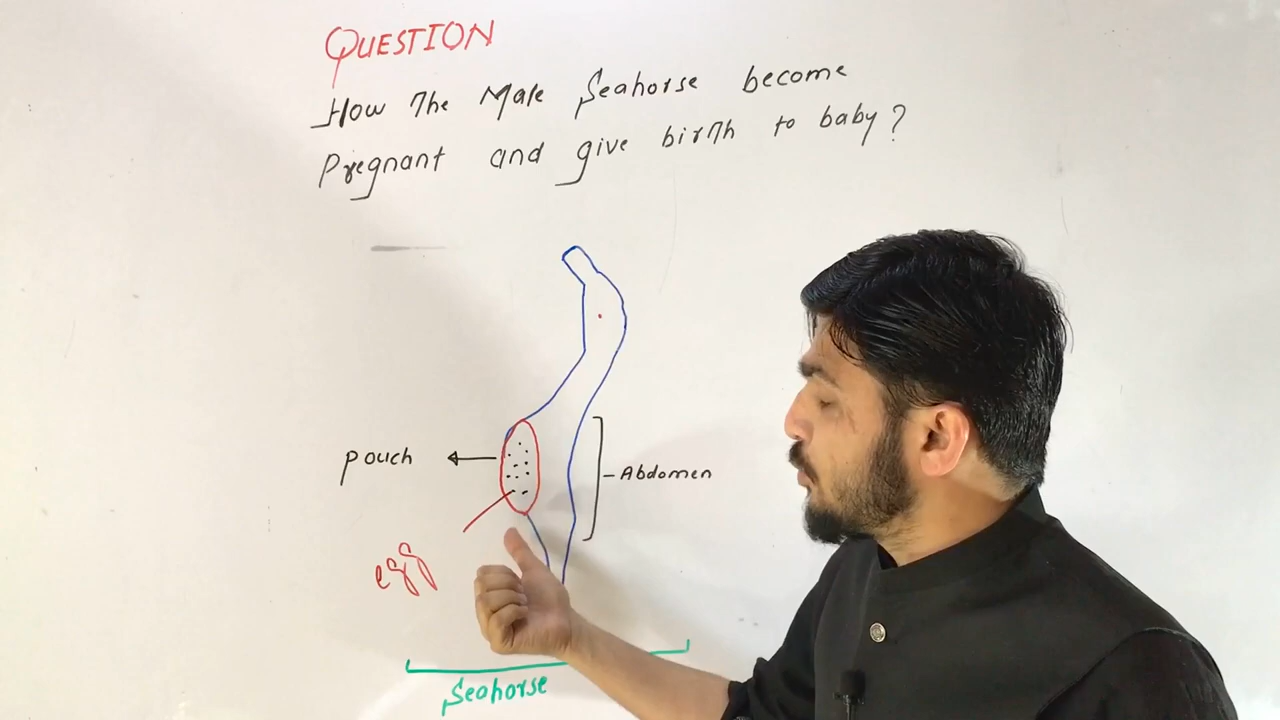 QUESTION
How The Male Seahorse become
Pregnant and give birth to baby?
pouch
Abdomen
egg
Seahorse